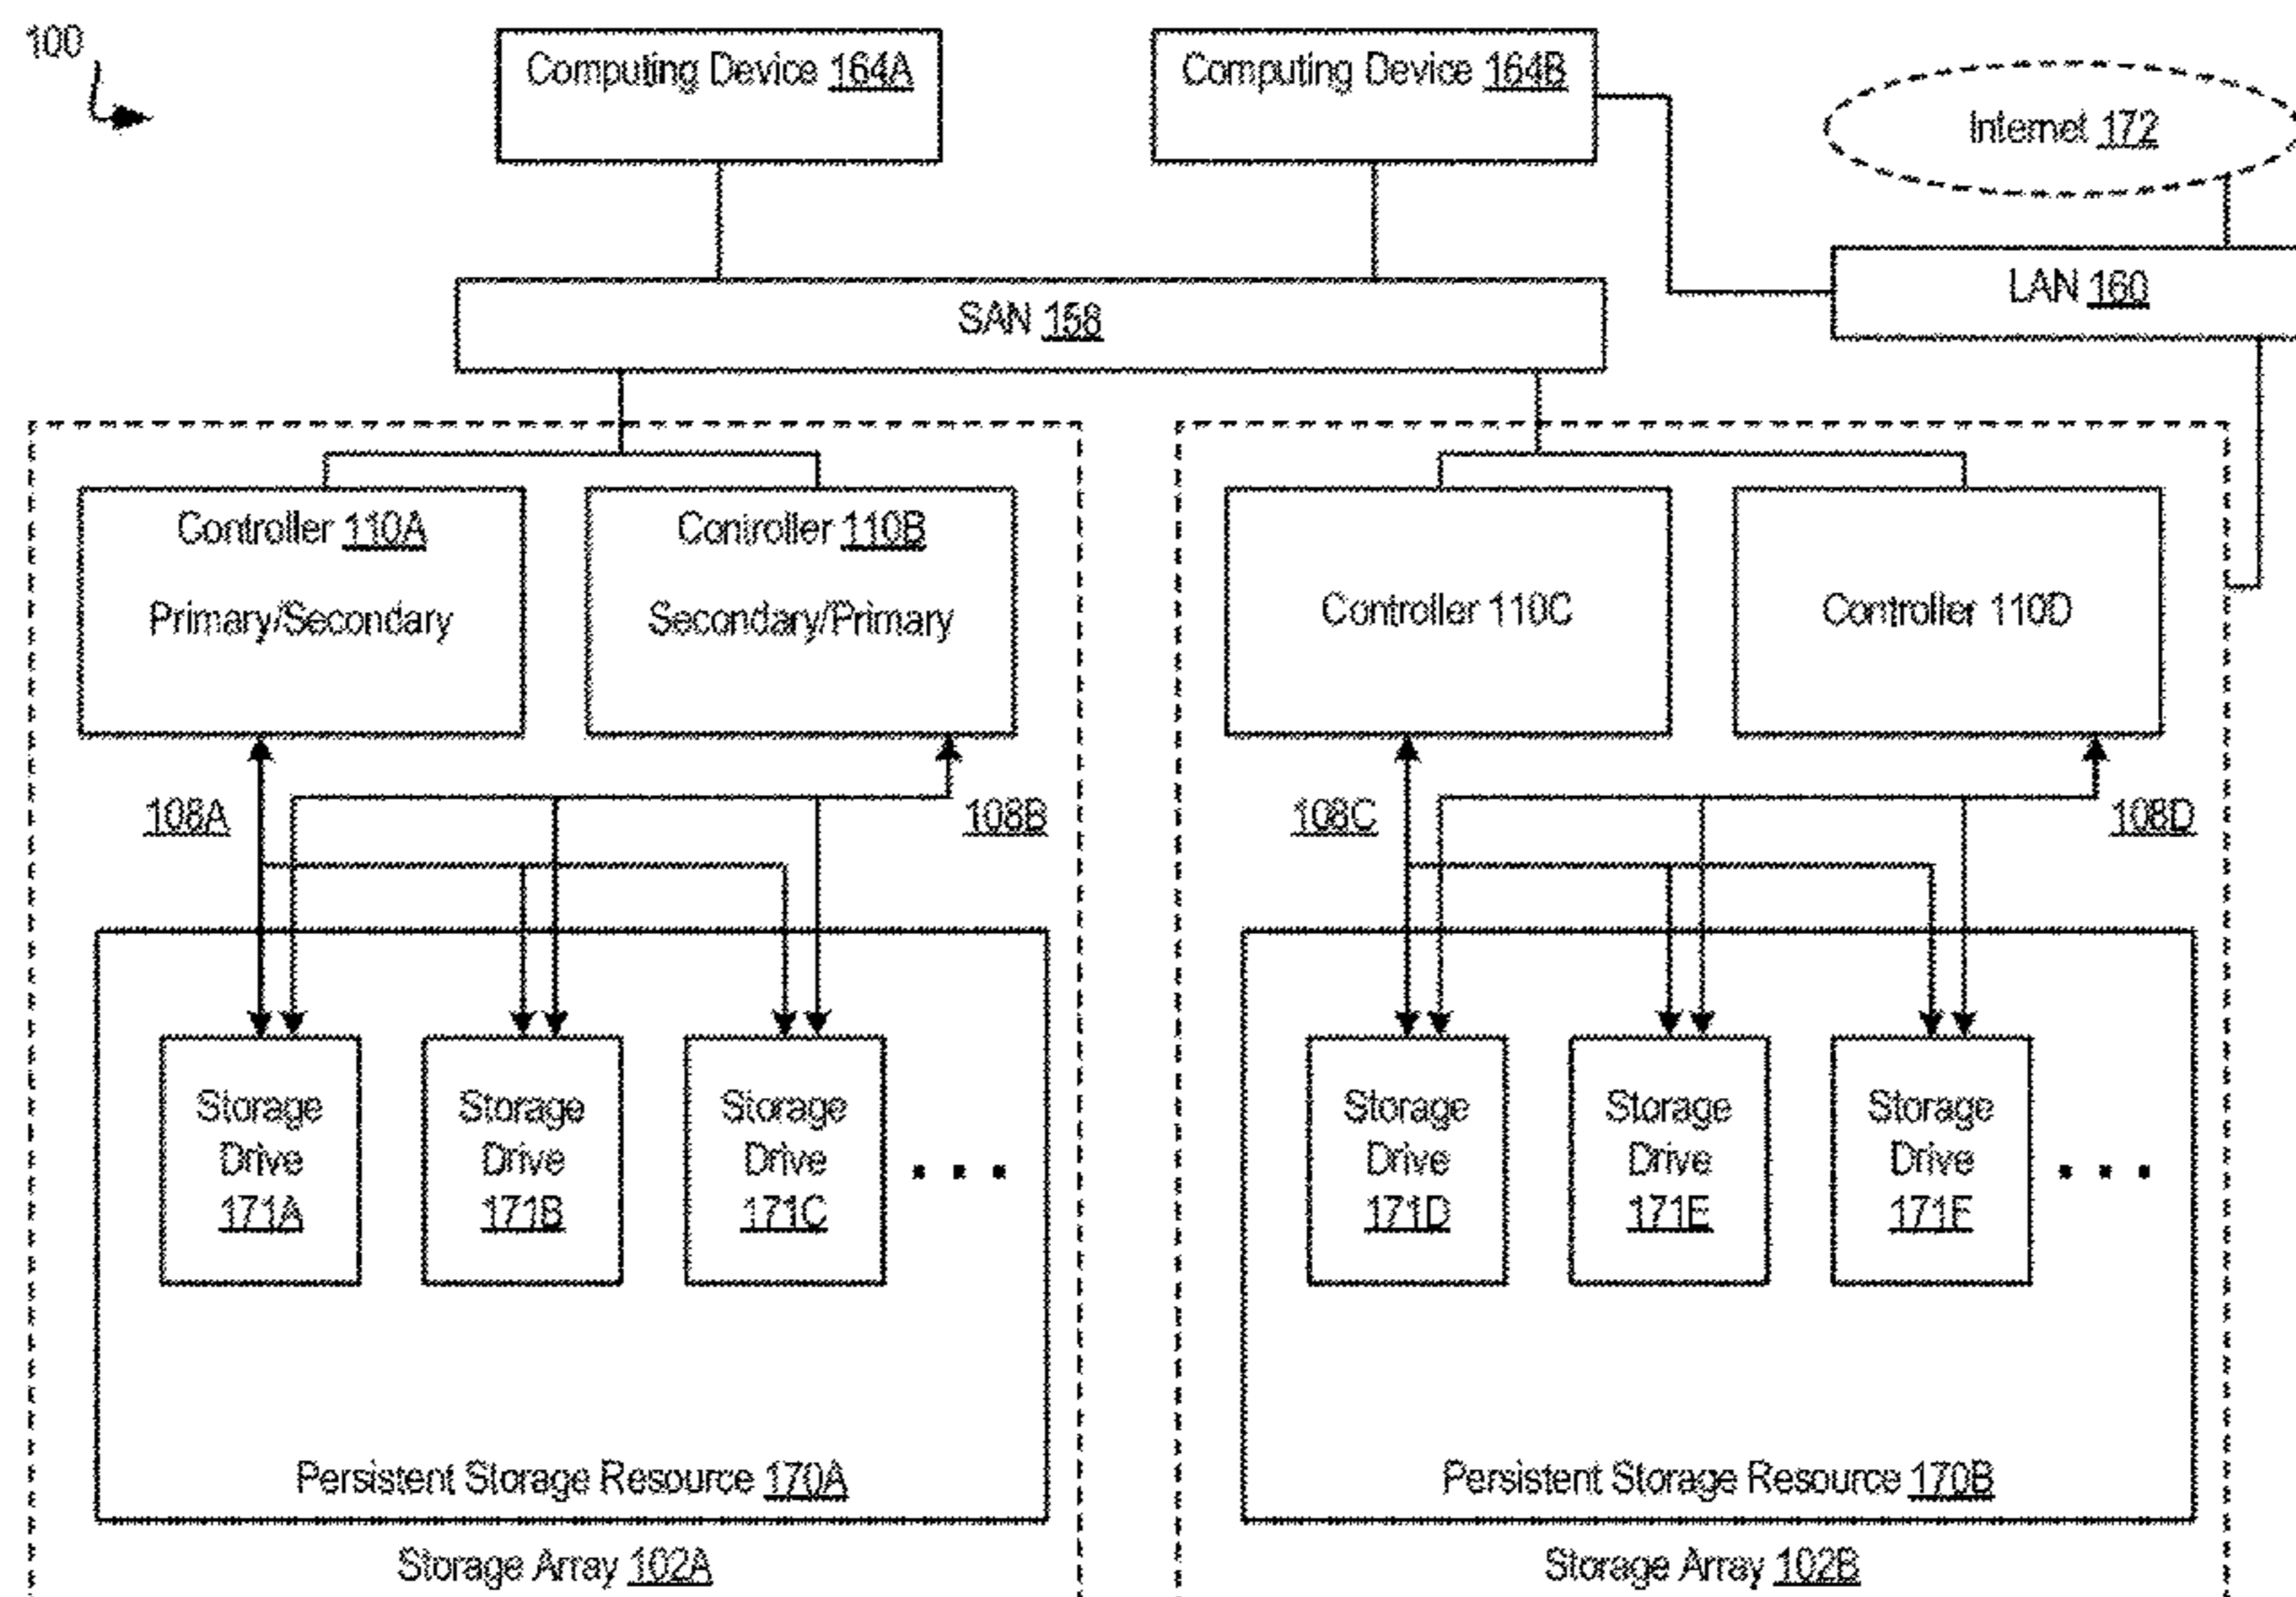 100
Computing Device 164A
Computing Device 164B
Internet 172
LAN 160
SAN 158
Controller 110A
Primary/Secondary
Controller 110B
Secondary/Primary
Controller 110C
Controller 110D
108A
108B
108C
108D
Storage
Drive
171A
Storage
Drive
171B
Storage
Drive
171C
...
Storage
Drive
171D
Storage
Drive
171E
Storage
Drive
171F
...
Persistent Storage Resource 170A
Persistent Storage Resource 170B
Storage Array 102A
Storage Array 102B